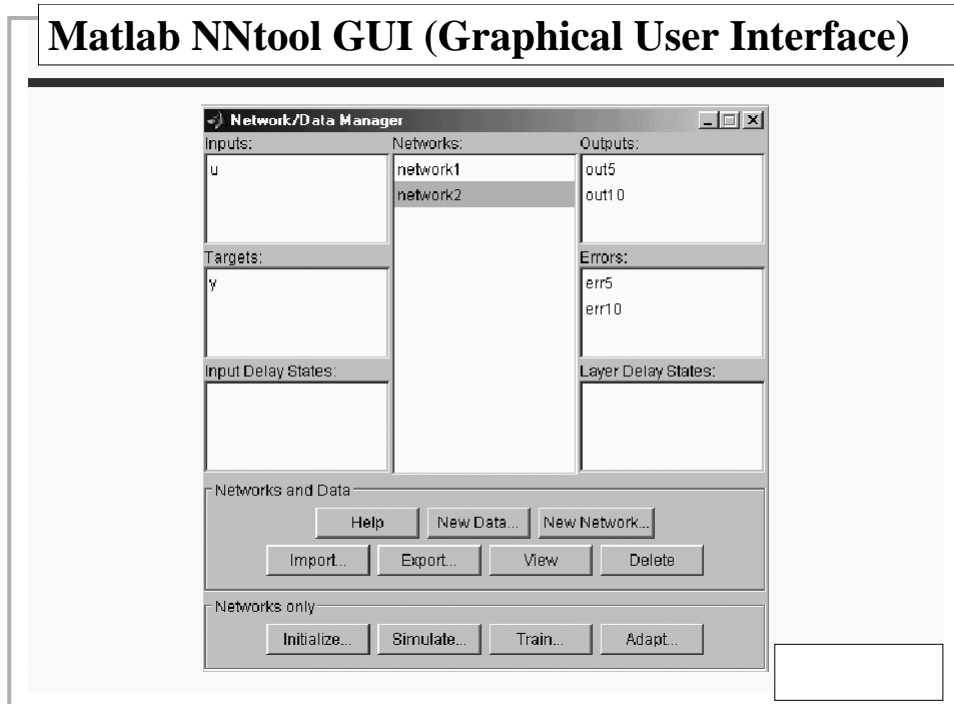 Matlab NNtool GUI (Graphical User Interface)
Network/Data Manager
Inputs:
u
Networks:
network1
network2
Outputs:
out5
out10
Targets:
y
Errors:
err5
err10
Input Delay States:
Layer Delay States:
Networks and Data
Help
New Data...
New Network...
Import...
Export...
View
Delete
Networks only
Initialize...
Simulate...
Train...
Adapt...